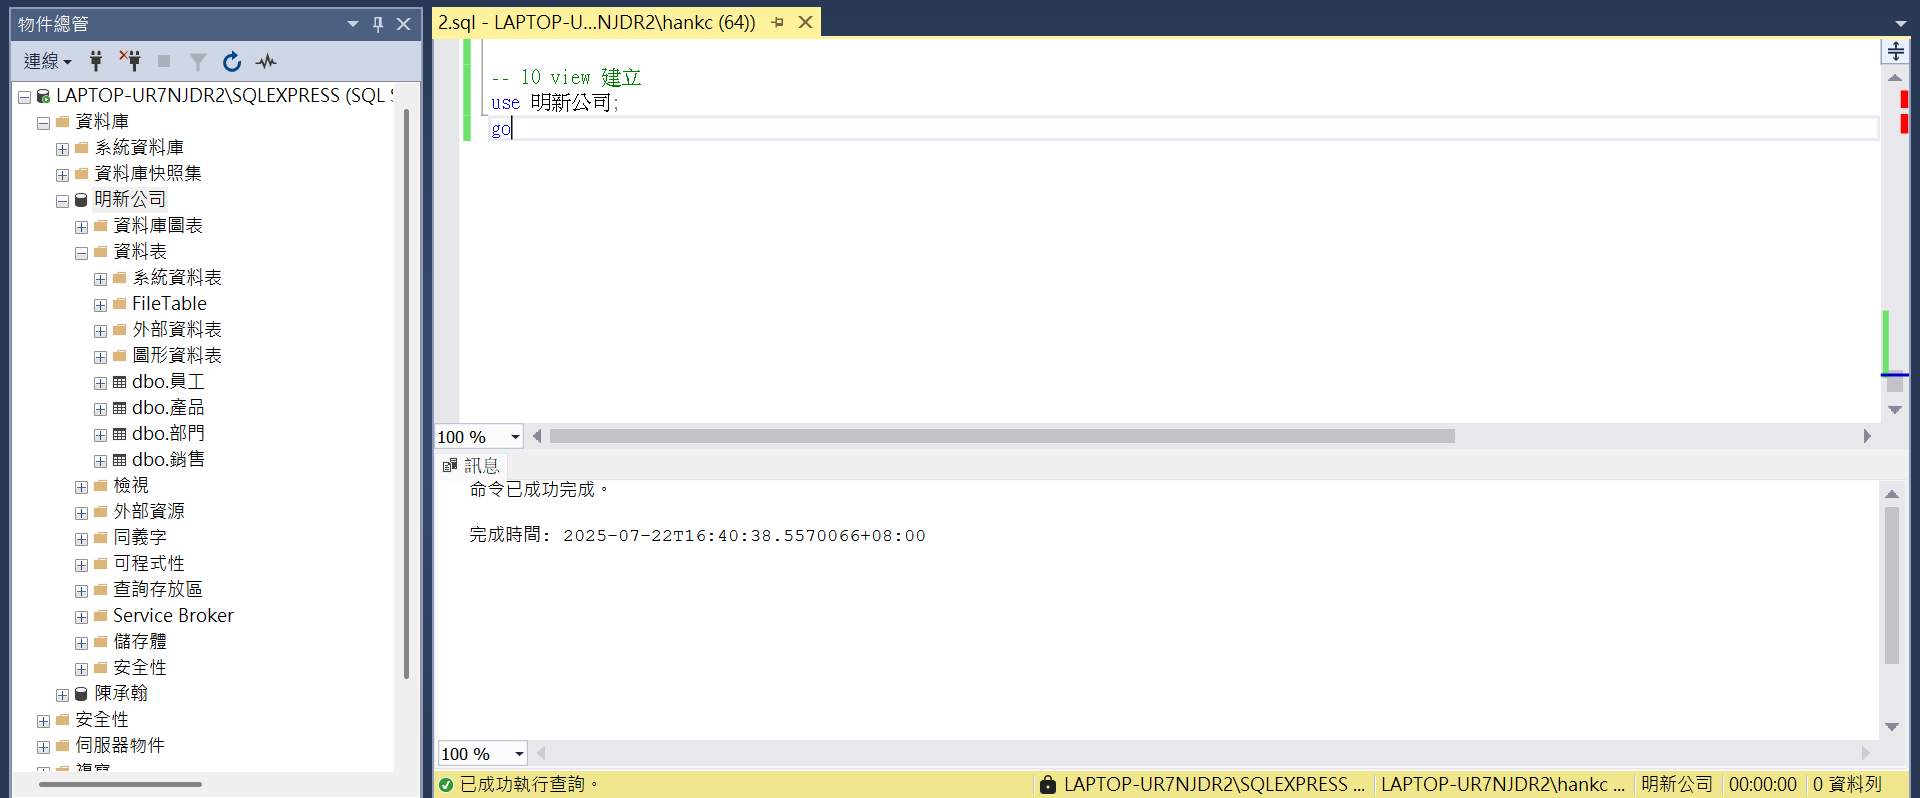 物件總管
連線
LAPTOP-UR7NJDR2\SQLEXPRESS (SQL S
資料庫
系統資料庫
資料庫快照集
明新公司
資料庫圖表
資料表
系統資料表
FileTable
外部資料表
圖形資料表
dbo.員工
dbo.產品
dbo.部門
dbo.銷售
檢視
外部資源
同義字
可程式性
查詢存放區
Service Broker
儲存體
安全性
陳承翰
安全性
伺服器物件
複寫
2.sql - LAPTOP-U...NJDR2\hankc (64))
-- 10 view 建立
use 明新公司;
go
100 %
訊息
命令已成功完成。
完成時間: 2025-07-22T16:40:38.5570066+08:00
100 %
已成功執行查詢。
LAPTOP-UR7NJDR2\SQLEXPRESS ...
LAPTOP-UR7NJDR2\hankc ...
明新公司
00:00:00
0 資料列